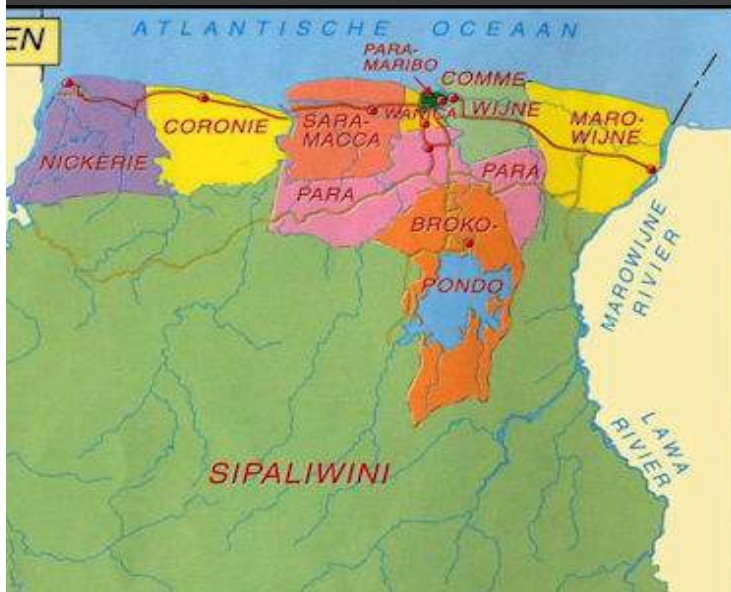 EN
ATLANTISCHE OCEAAN
PARA-
MARIBO
COMME
WIJNE
WANICA
MARO-
WIJNE
CORONIE
SARA-
MACCA
NICKERIE
PARA
PARA
BROKO-
PONDO
MAROWIJNE
RIVIER
LAWA
RIVIER
SIPALIWINI